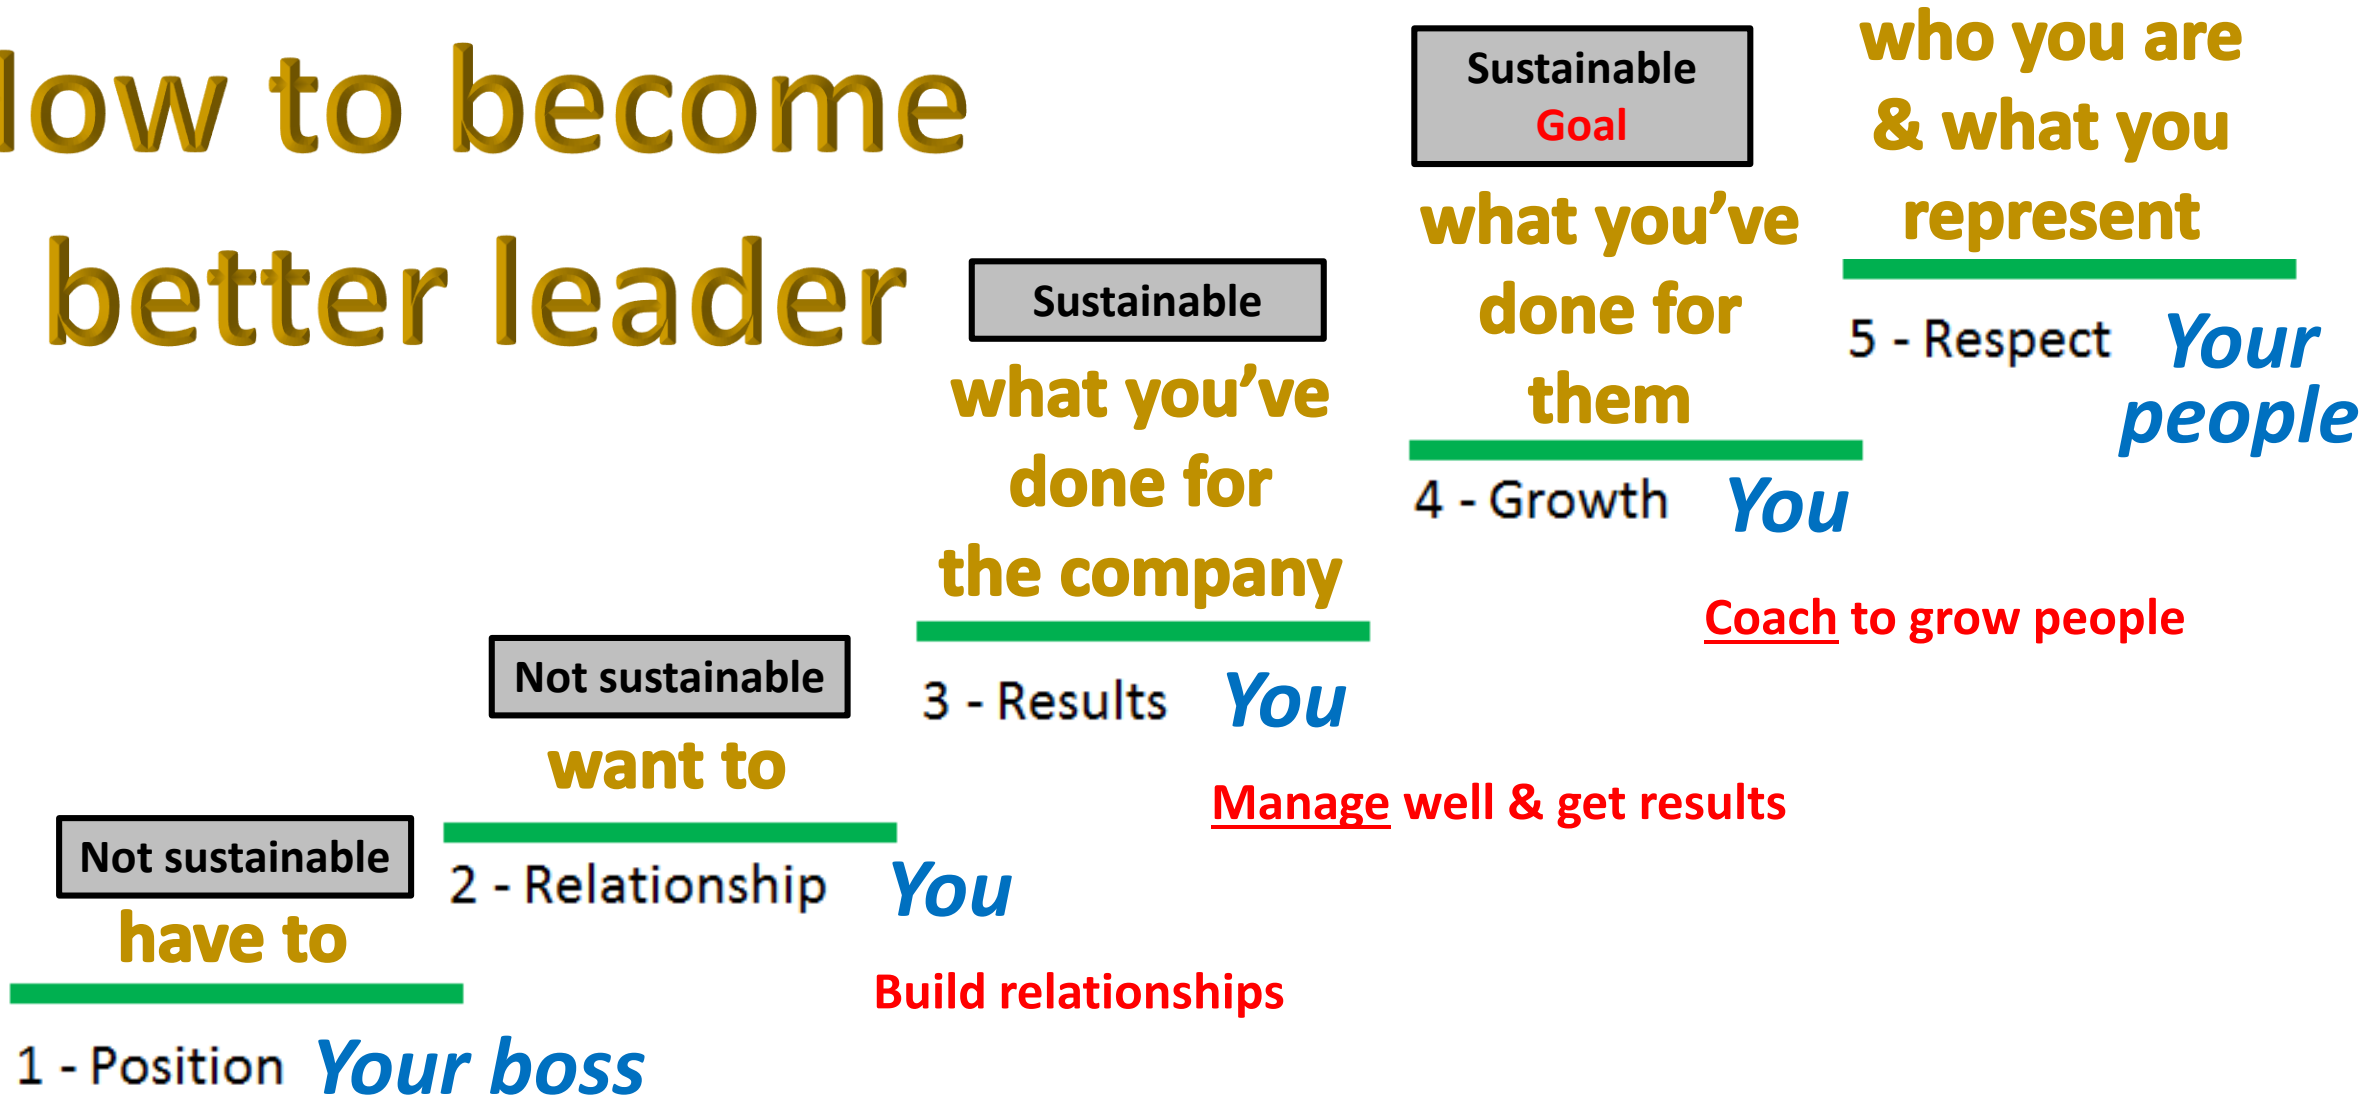 low to become
better leader
Not sustainable
have to
1 - Position Your boss
Not sustainable
want to
2 - Relationship You
Build relationships
Sustainable
what you’ve
done for
the company
3 - Results You
Manage well & get results
Sustainable
Goal
what you’ve
done for
them
4 - Growth You
Coach to grow people
who you are
& what you
represent
5 - Respect Your
people